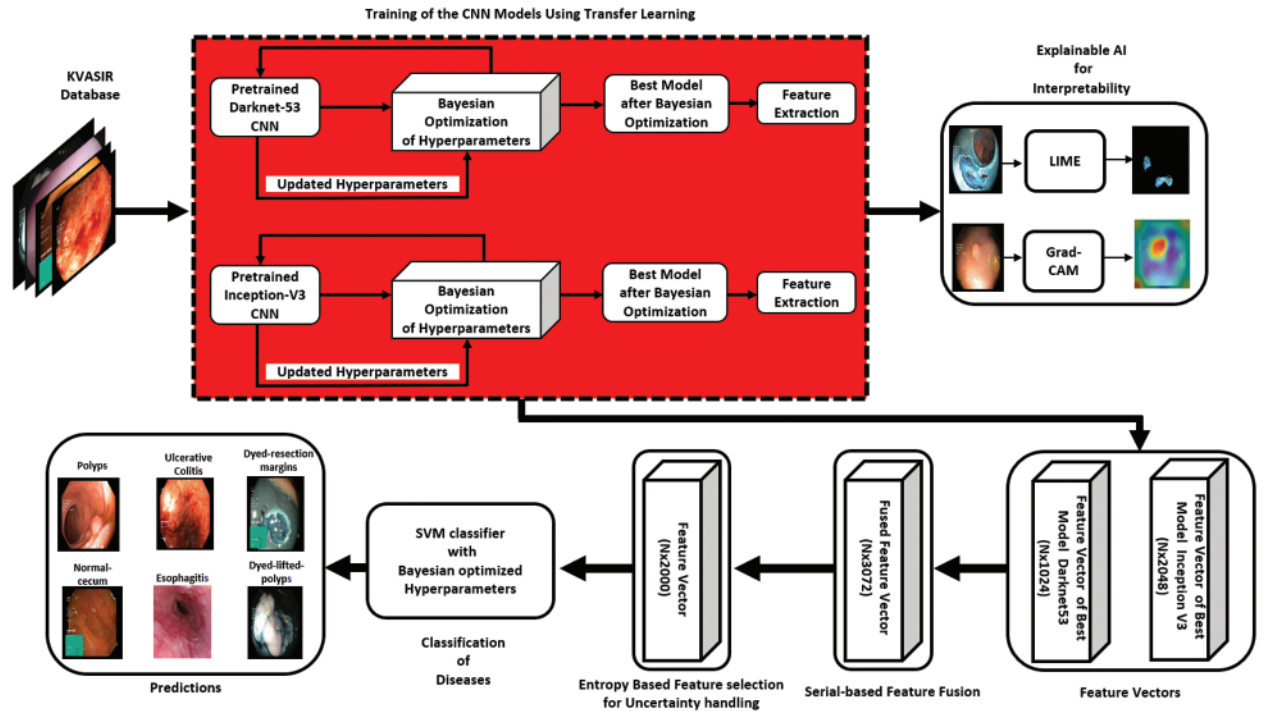 Training of the CNN Models Using Transfer Learning
KVASIR
Database
Pretrained
Darknet-53
CNN
Bayesian
Optimization
of Hyperparameters
Best Model
after Bayesian
Optimization
Feature
Extraction
Updated Hyperparameters
Pretrained
Inception-V3
CNN
Bayesian
Optimization
of Hyperparameters
Best Model
after Bayesian
Optimization
Feature
Extraction
Updated Hyperparameters
Explainable AI
for
Interpretability
LIME
Grad-
CAM
Feature Vector of Best
Model Inception V3
(Nx2048)
Feature Vector of Best
Model Darknet53
(Nx1024)
Feature Vectors
Fused Feature Vector
(Nx3072)
Serial-based Feature Fusion
Feature Vector
(Nx2000)
Entropy Based Feature selection
for Uncertainty handling
SVM classifier
with
Bayesian optimized
Hyperparameters
Classification
of
Diseases
Polyps
Ulcerative
Colitis
Dyed-resection
margins
Normal-
cecum
Esophagitis
Dyed-lifted-
polyps
Predictions